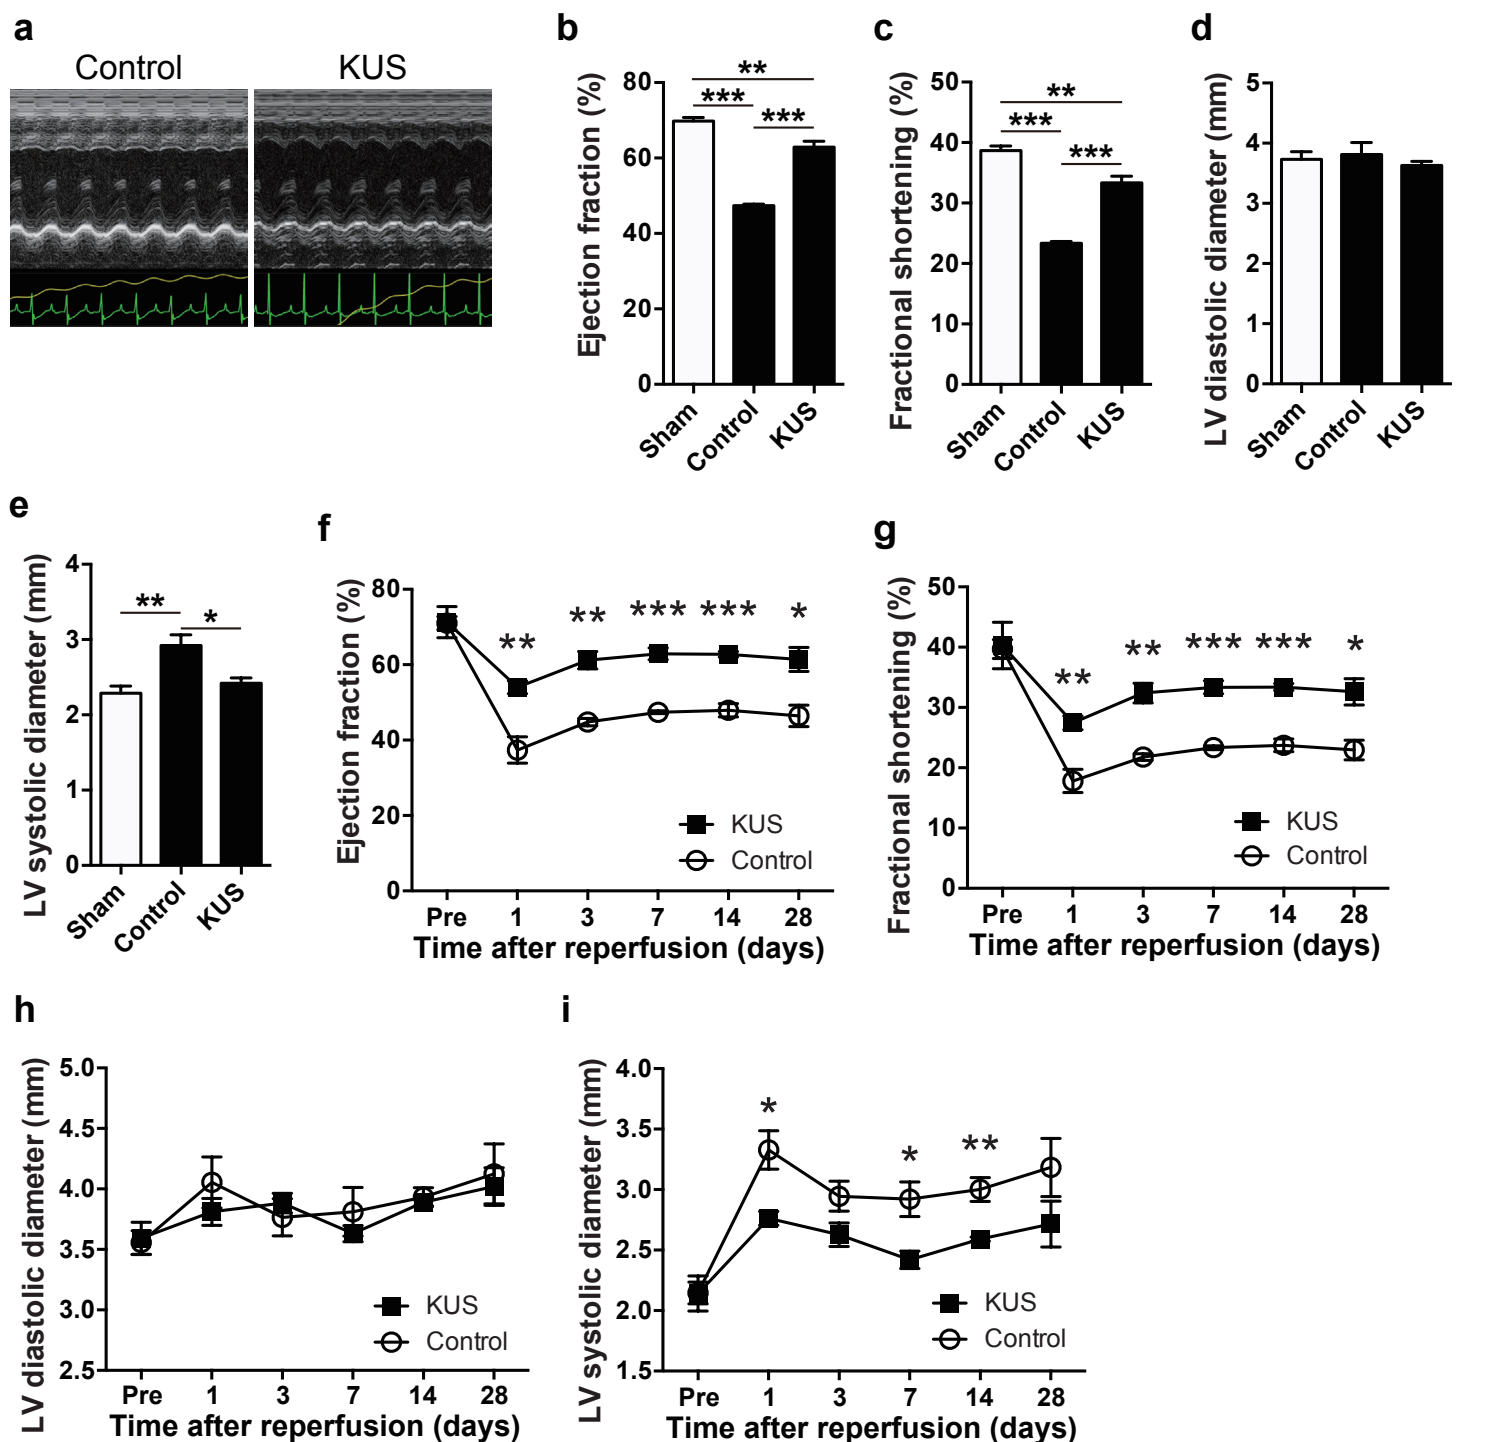 a
Control
KUS
b
Ejection fraction (%)
80
60
40
20
0
**
***
***
Sham
Control
KUS
c
Fractional shortening (%)
50
40
30
20
10
0
**
***
***
Sham
Control
KUS
d
LV diastolic diameter (mm)
5
4
3
2
1
0
Sham
Control
KUS
e
LV systolic diameter (mm)
4
3
2
1
0
**
*
Sham
Control
KUS
f
Ejection fraction (%)
80
60
40
20
0
**
**
***
***
*
KUS
Control
Pre 1 3 7 14 28
Time after reperfusion (days)
g
Fractional shortening (%)
50
40
30
20
10
0
**
**
***
***
*
KUS
Control
Pre 1 3 7 14 28
Time after reperfusion (days)
h
LV diastolic diameter (mm)
5.0
4.5
4.0
3.5
3.0
2.5
KUS
Control
Pre 1 3 7 14 28
Time after reperfusion (days)
i
LV systolic diameter (mm)
4.0
3.5
3.0
2.5
2.0
1.5
*
*
**
KUS
Control
Pre 1 3 7 14 28
Time after reperfusion (days)